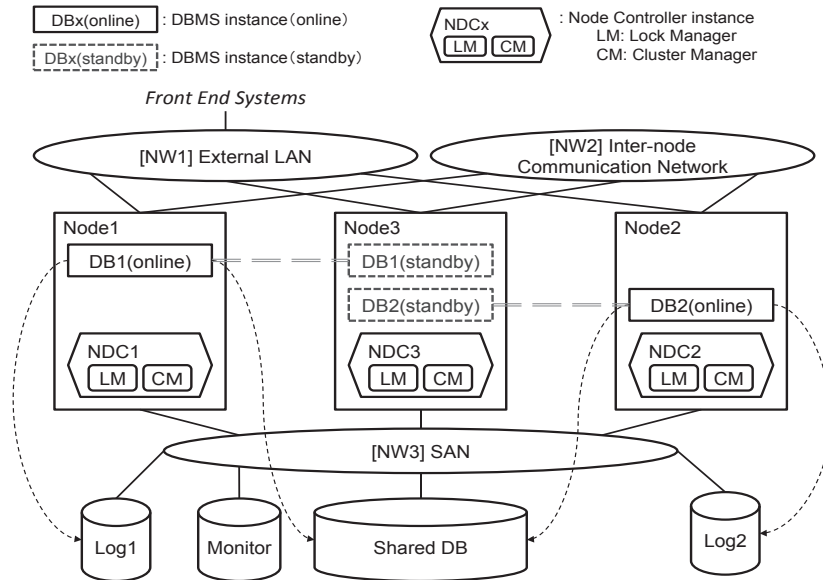 DBx(online) : DBMS instance(online)
DBx(standby) : DBMS instance(standby)
NDCx
LM CM
: Node Controller instance
LM: Lock Manager
CM: Cluster Manager
Front End Systems
[NW1] External LAN
[NW2] Inter-node
Communication Network
Node1
DB1(online)
NDC1
LM CM
Node3
DB1(standby)
DB2(standby)
NDC3
LM CM
Node2
DB2(online)
NDC2
LM CM
[NW3] SAN
Log1
Monitor
Shared DB
Log2